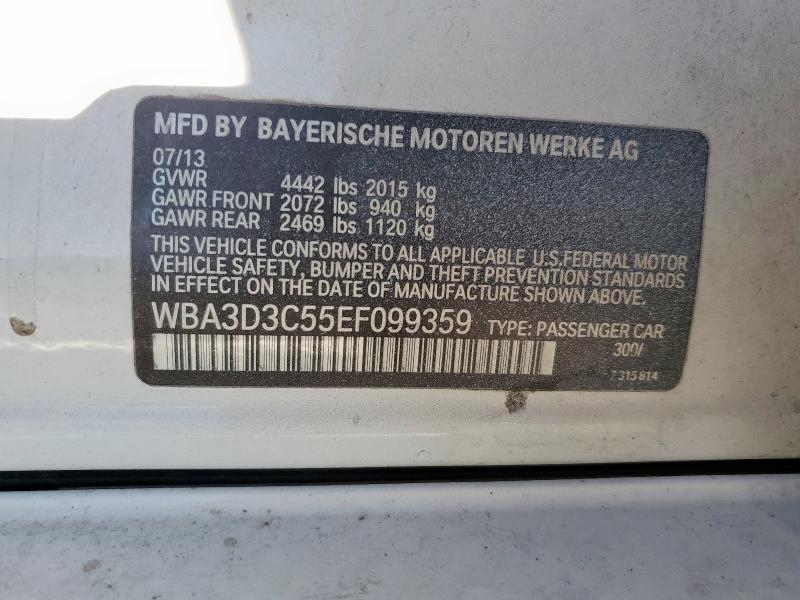 MFD BY BAYERISCHE MOTOREN WERKE AG
07/13
GVWR 4442 lbs 2015 kg
GAWR FRONT 2072 lbs 940 kg
GAWR REAR 2469 lbs 1120 kg
THIS VEHICLE CONFORMS TO ALL APPLICABLE U.S.FEDERAL MOTOR
VEHICLE SAFETY, BUMPER AND THEFT PREVENTION STANDARDS
IN EFFECT ON THE DATE OF MANUFACTURE SHOWN ABOVE.
WBA3D3C55EF099359 TYPE: PASSENGER CAR
300/
7315814